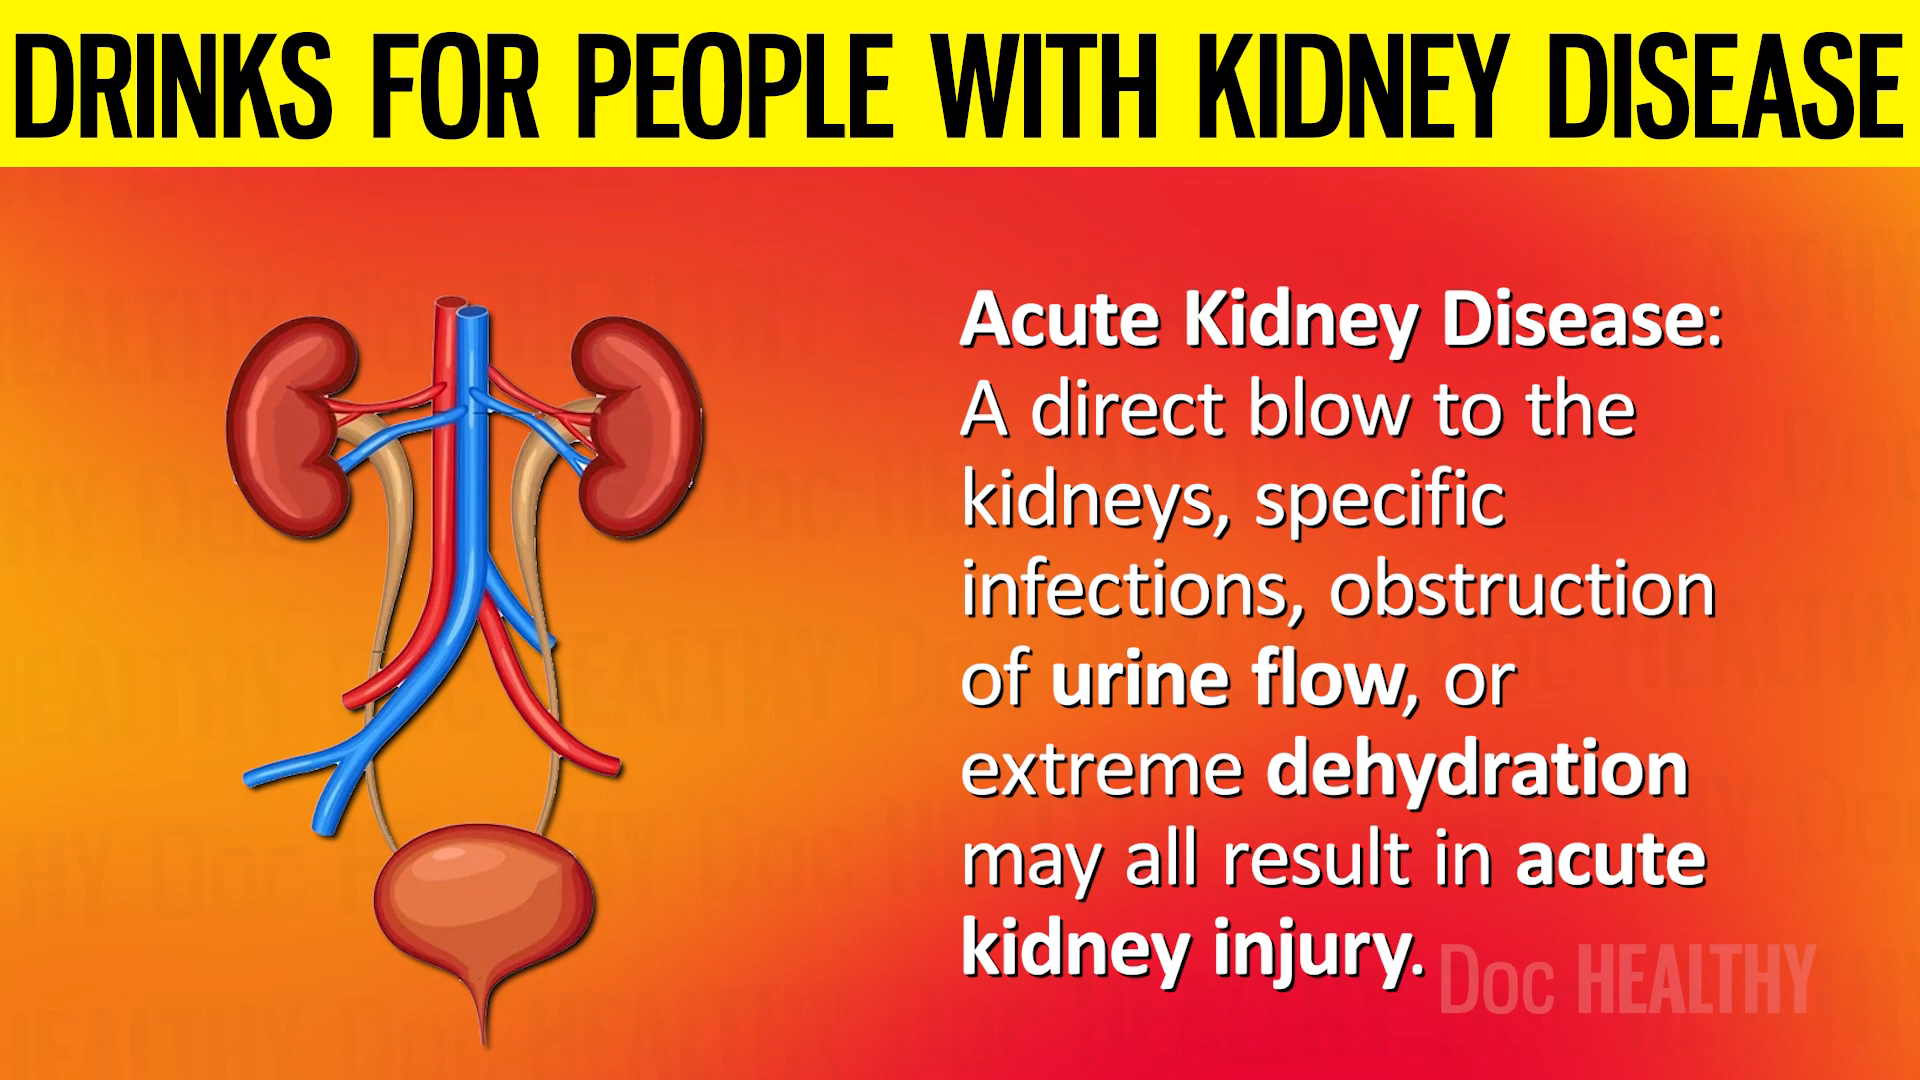 DRINKS FOR PEOPLE WITH KIDNEY DISEASE
Acute Kidney Disease:
A direct blow to the
kidneys, specific
infections, obstruction
of urine flow, or
extreme dehydration
may all result in acute
kidney injury.
Doc HEALTHY